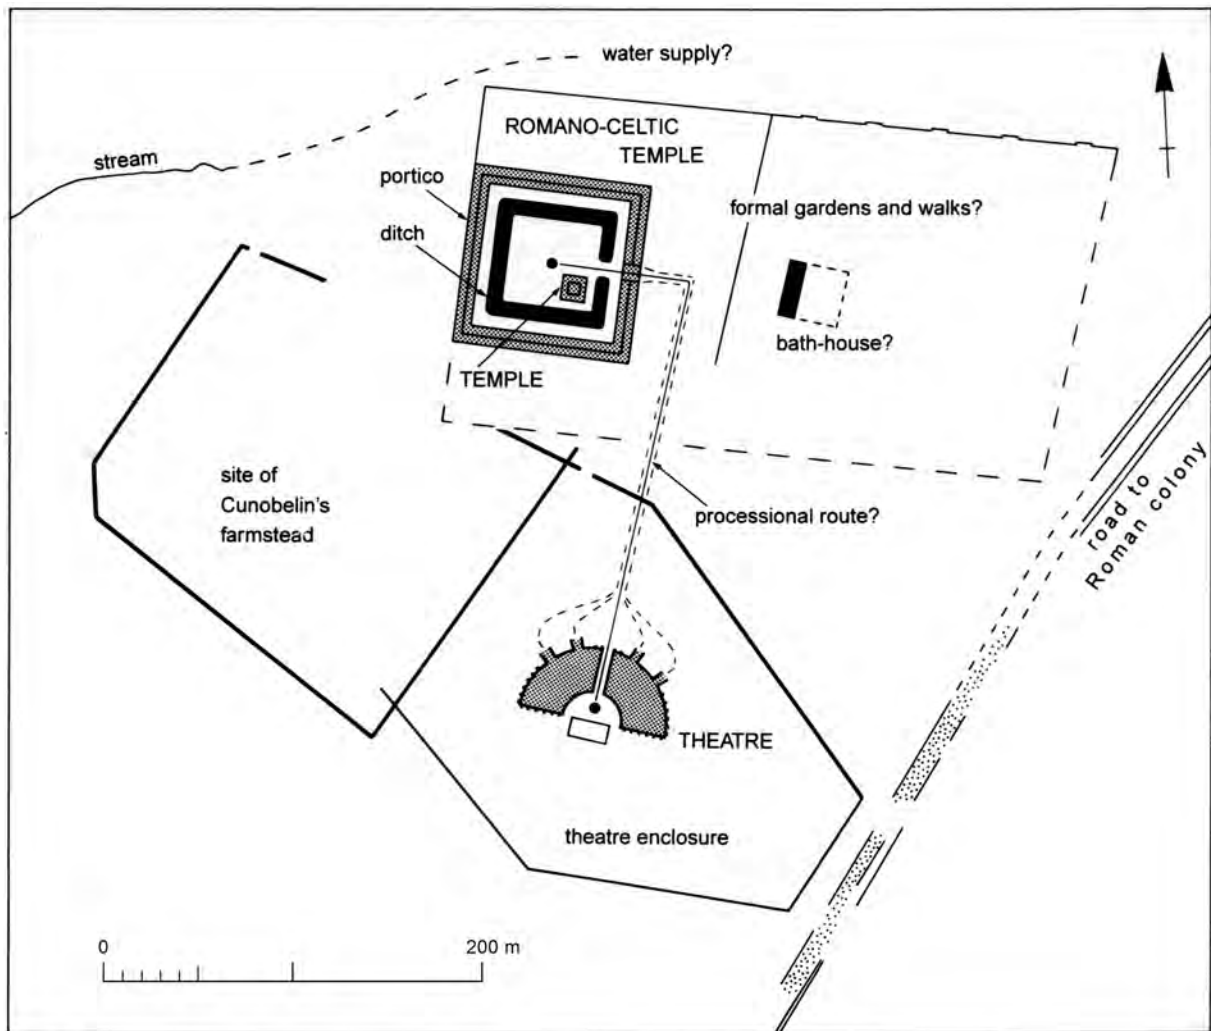 water supply?
ROMANO-CELTIC
TEMPLE
stream
portico
formal gardens and walks?
ditch
bath-house?
TEMPLE
site of
Cunobelin's
farmstead
processional route?
road to
Roman colony
THEATRE
theatre enclosure
0
200 m